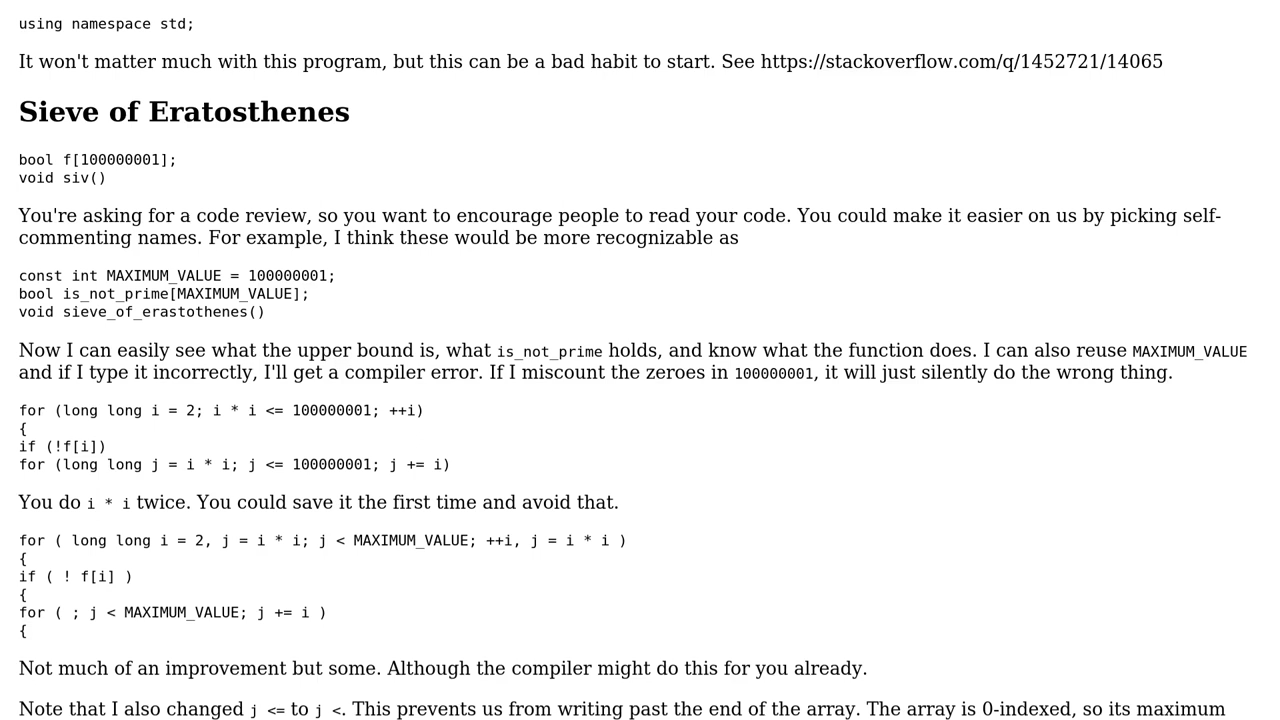 using namespace std;
It won't matter much with this program, but this can be a bad habit to start. See https://stackoverflow.com/q/1452721/14065
Sieve of Eratosthenes
bool f[100000001];
void siv()
You're asking for a code review, so you want to encourage people to read your code. You could make it easier on us by picking self-
commenting names. For example, I think these would be more recognizable as
const int MAXIMUM_VALUE = 100000001;
bool is_not_prime[MAXIMUM_VALUE];
void sieve_of_erastothenes()
Now I can easily see what the upper bound is, what is_not_prime holds, and know what the function does. I can also reuse MAXIMUM_VALUE
and if I type it incorrectly, I'll get a compiler error. If I miscount the zeroes in 100000001, it will just silently do the wrong thing.
for (long long i = 2; i * i <= 100000001; ++i)
{
if (!f[i])
for (long long j = i * i; j <= 100000001; j += i)
You do i * i twice. You could save it the first time and avoid that.
for ( long long i = 2, j = i * i; j < MAXIMUM_VALUE; ++i, j = i * i )
{
if ( ! f[i] )
{
for ( ; j < MAXIMUM_VALUE; j += i )
{
Not much of an improvement but some. Although the compiler might do this for you already.
Note that I also changed j <= to j <. This prevents us from writing past the end of the array. The array is 0-indexed, so its maximum